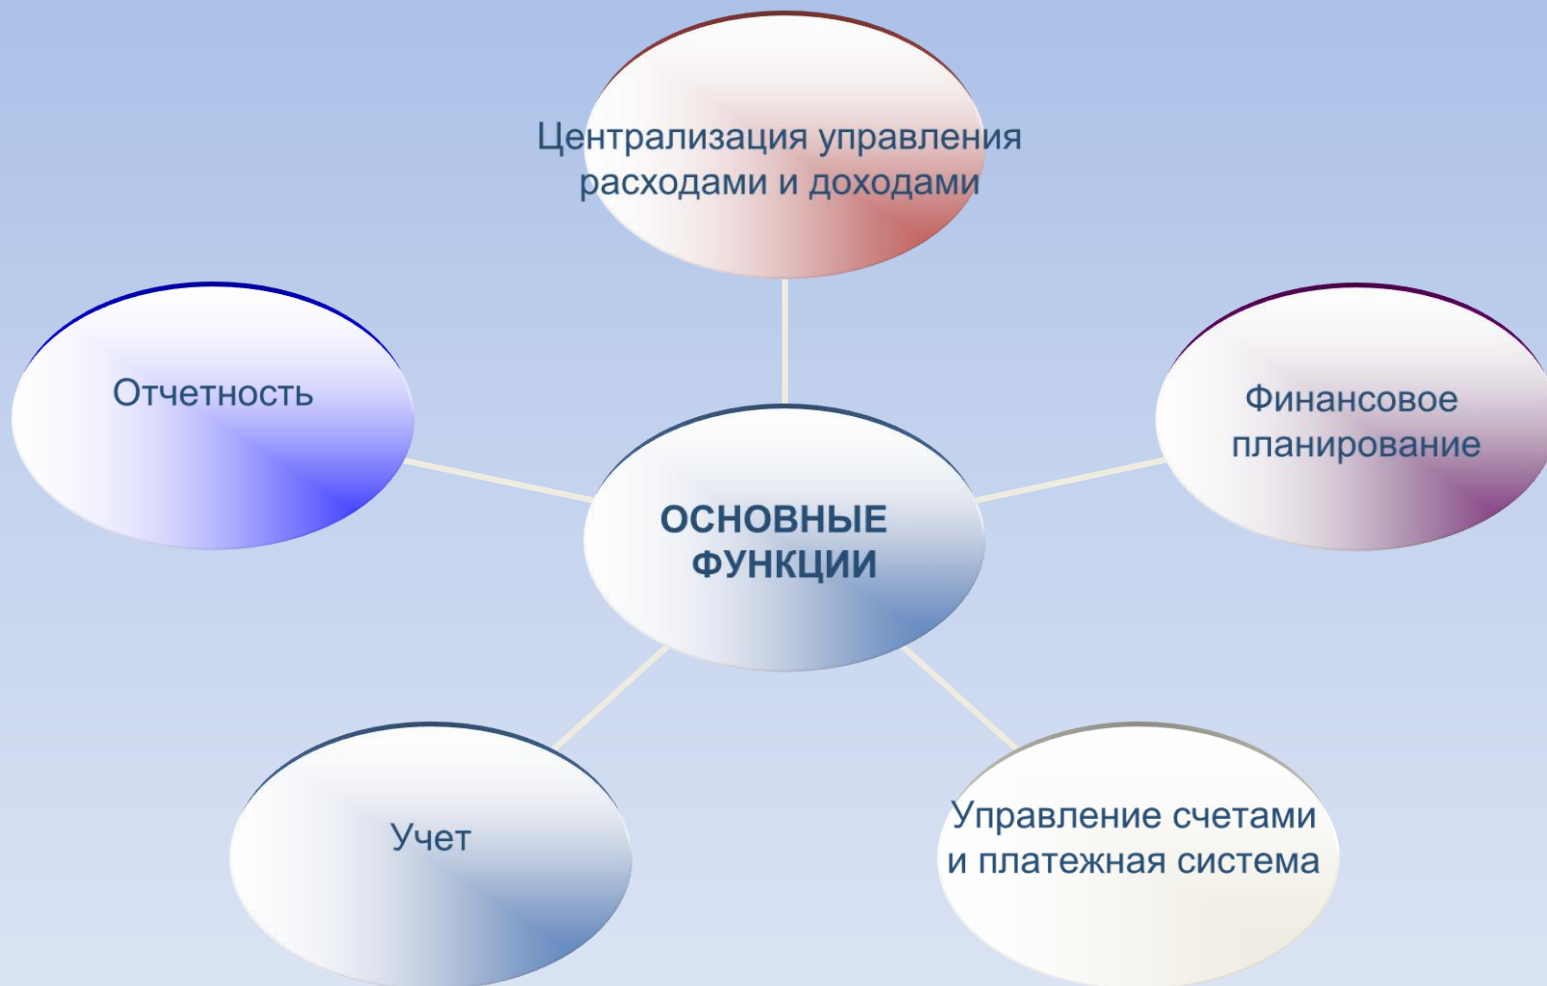 Централизация управления
расходами и доходами
Отчетность
Финансовое
планирование
ОСНОВНЫЕ
ФУНКЦИИ
Учет
Управление счетами
и платежная система